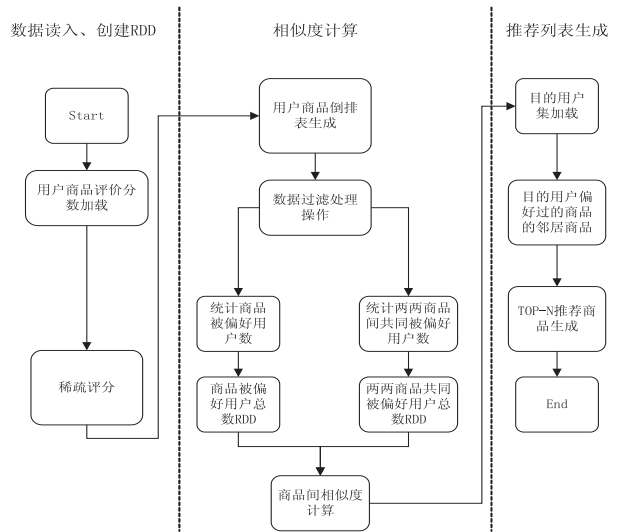 数据读入、创建RDD
相似度计算
推荐列表生成
Start
用户商品评价分
数加载
稀疏评分
用户商品倒排
表生成
数据过滤处理
操作
统计商品
被偏好用
户数
统计两两商品
间共同被偏好
用户数
商品被偏
好用户总
数RDD
两两商品共同
被偏好用户总
数RDD
商品间相似度
计算
目的用户
集加载
目的用户偏
好过的商品
的邻居商品
TOP-N推荐商
品生成
End